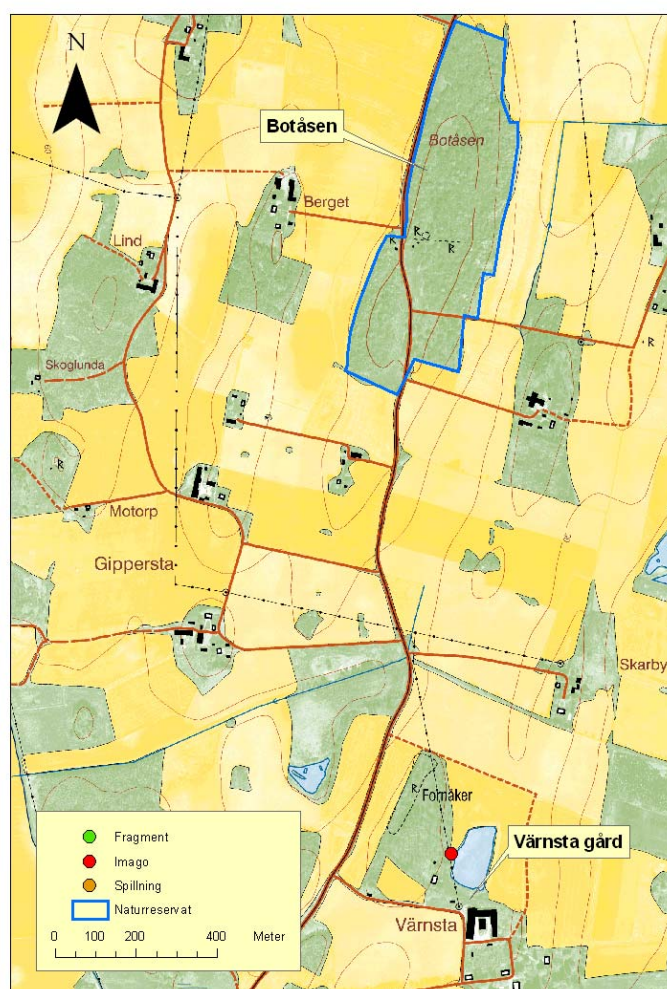 N
Botåsen
Botåsen
Berget
R
R
R
Lind
60
Skoglunda
R
R
Motorp
Gippersta
Skarby
R
Fornåker
Värnsta gård
Värnsta
Fragment
Imago
Spillning
Naturreservat
0 100 200 400 Meter